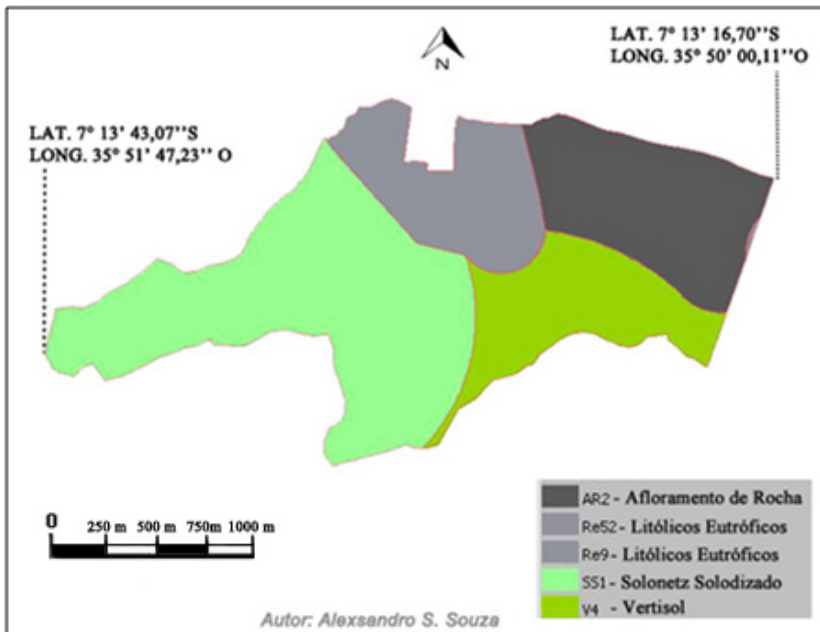 LAT. 7° 13' 16,70''S
LONG. 35° 50' 00,11''O
N
LAT. 7° 13' 43,07''S
LONG. 35° 51' 47,23'' O
0 250 m 500 m 750m 1000 m
AR2 - Afloramento de Rocha
Re52- Litólicos Eutróficos
Re9 - Litólicos Eutróficos
SS1 - Solonetz Solodizado
V4 - Vertisol
Autor: Alexsandro S. Souza